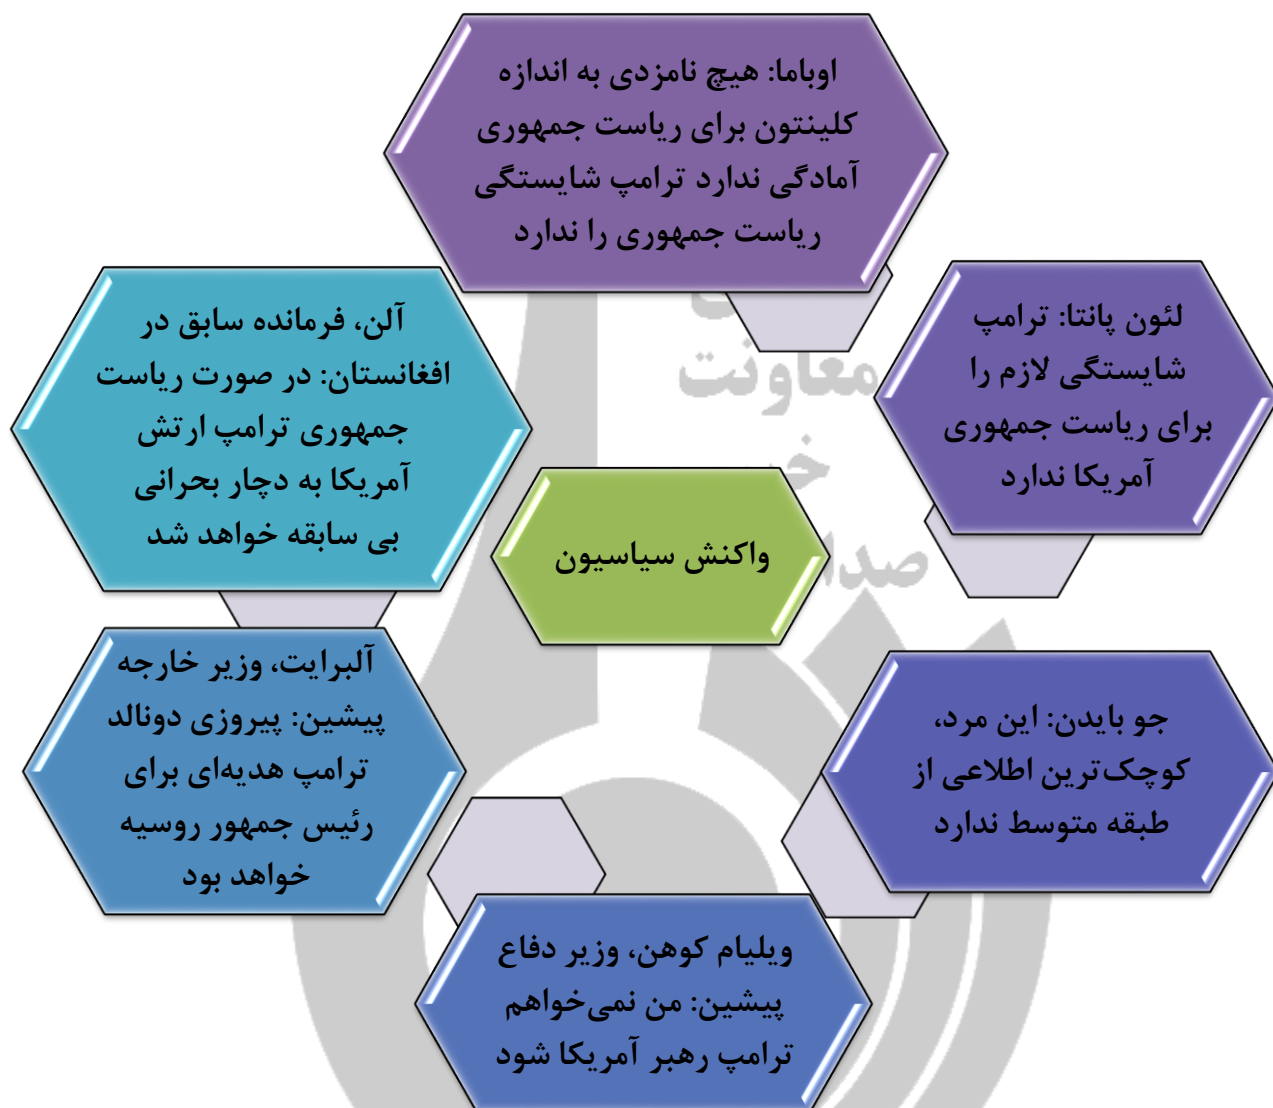 اوباما: هیچ نامزدی به اندازه
کلینتون برای ریاست جمهوری
آمادگی ندارد ترامپ شایستگی
ریاست جمهوری را ندارد
لئون پانتا: ترامپ
شایستگی لازم را
برای ریاست جمهوری
آمریکا ندارد
جو بایدن: این مرد،
کوچک‌ترین اطلاعی از
طبقه متوسط ندارد
ویلیام کوهن، وزیر دفاع
پیشین: من نمی‌خواهم
ترامپ رهبر آمریکا شود
آلبرایت، وزیر خارجه
پیشین: پیروزی دونالد
ترامپ هدیه‌ای برای
رئیس جمهور روسیه
خواهد بود
آلن، فرمانده سابق در
افغانستان: در صورت ریاست
جمهوری ترامپ ارتش
آمریکا به دچار بحرانی
بی سابقه خواهد شد
واکنش سیاسیون
معاونت